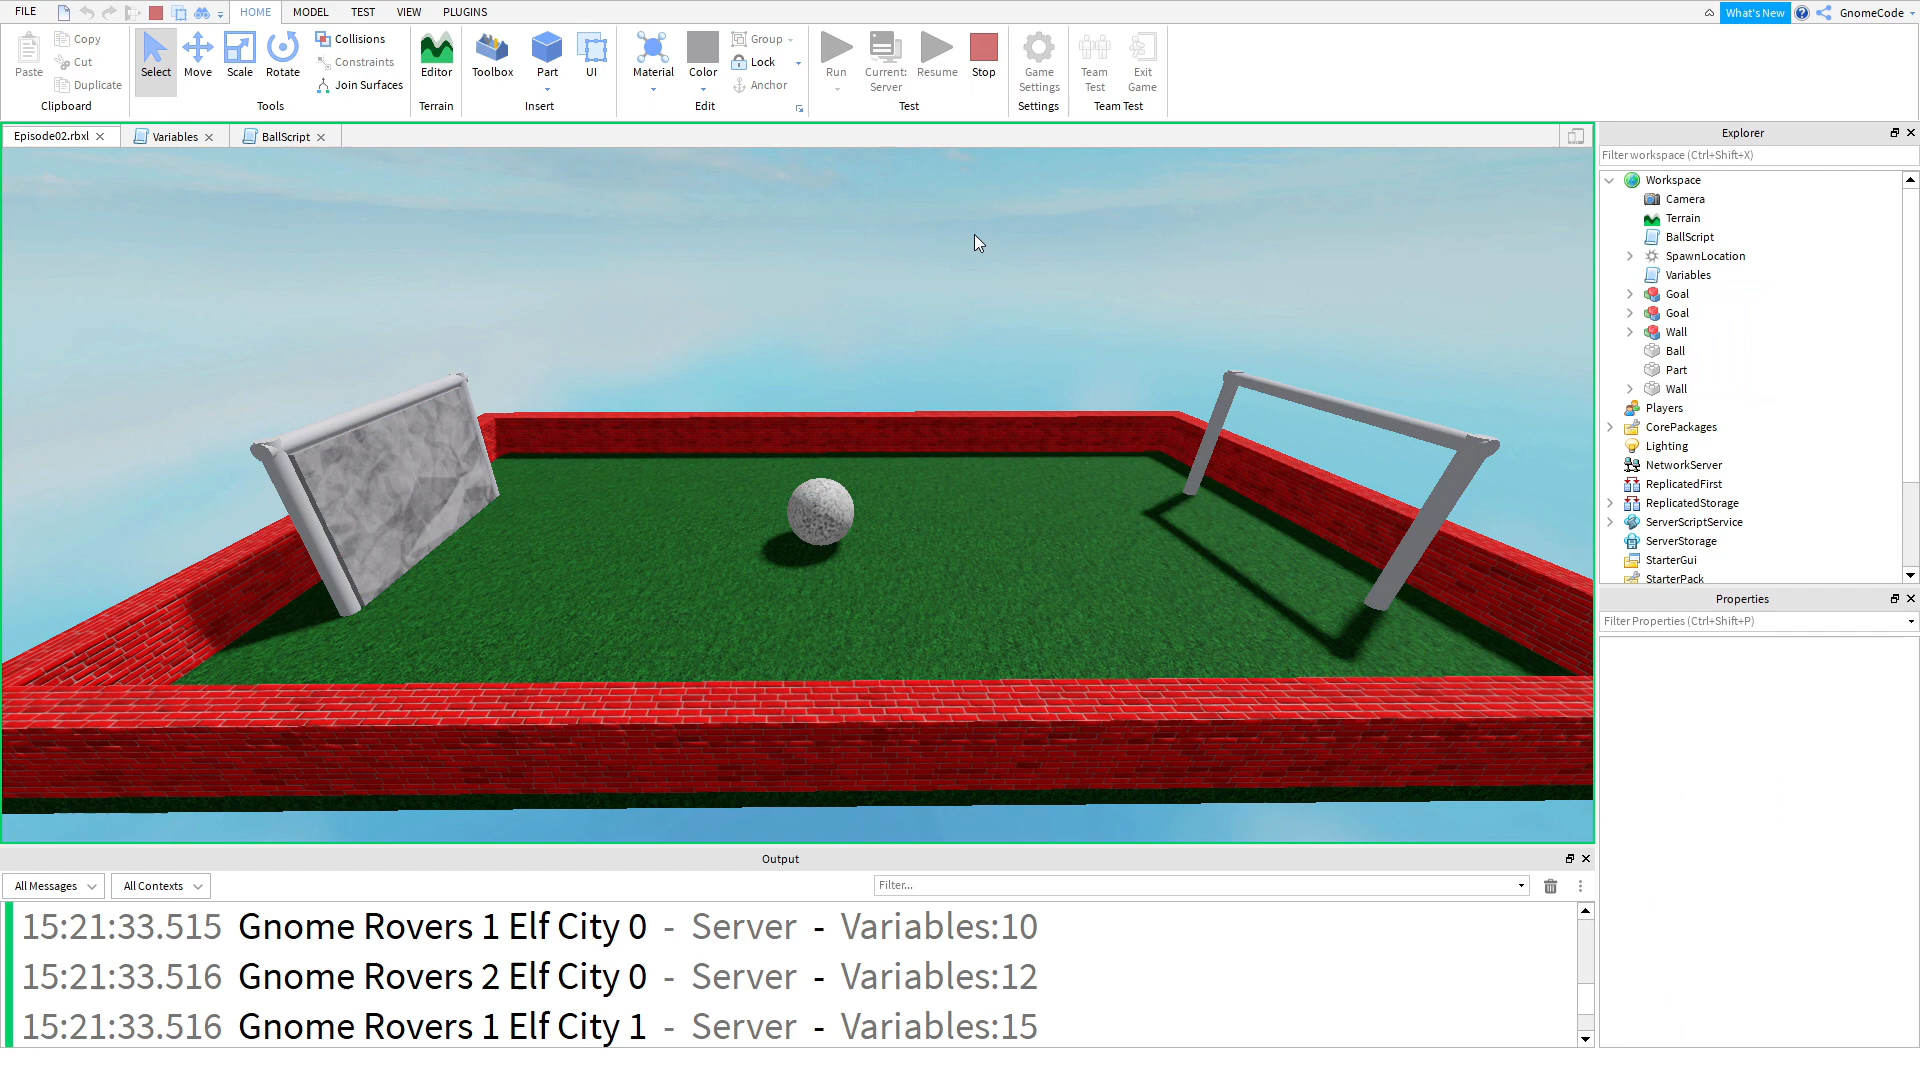 FILE HOME MODEL TEST VIEW PLUGINS What's New GnomeCode
Copy Collisions Group
Cut Constraints Lock
Paste Duplicate Select Move Scale Rotate Join Surfaces Editor Toolbox Part UI Material Color Anchor Run Current: Server Resume Stop Game Settings Team Test Exit Game
Clipboard Tools Terrain Insert Edit Test Settings Team Test
Episode02.rbxl Variables BallScript
Explorer
Filter workspace (Ctrl+Shift+X)
Workspace
Camera
Terrain
BallScript
SpawnLocation
Variables
Goal
Goal
Wall
Ball
Part
Wall
Players
CorePackages
Lighting
NetworkServer
ReplicatedFirst
ReplicatedStorage
ServerScriptService
ServerStorage
StarterGui
StarterPack
Properties
Filter Properties (Ctrl+Shift+P)
Output
All Messages All Contexts Filter...
15:21:33.515 Gnome Rovers 1 Elf City 0 - Server - Variables:10
15:21:33.516 Gnome Rovers 2 Elf City 0 - Server - Variables:12
15:21:33.516 Gnome Rovers 1 Elf City 1 - Server - Variables:15